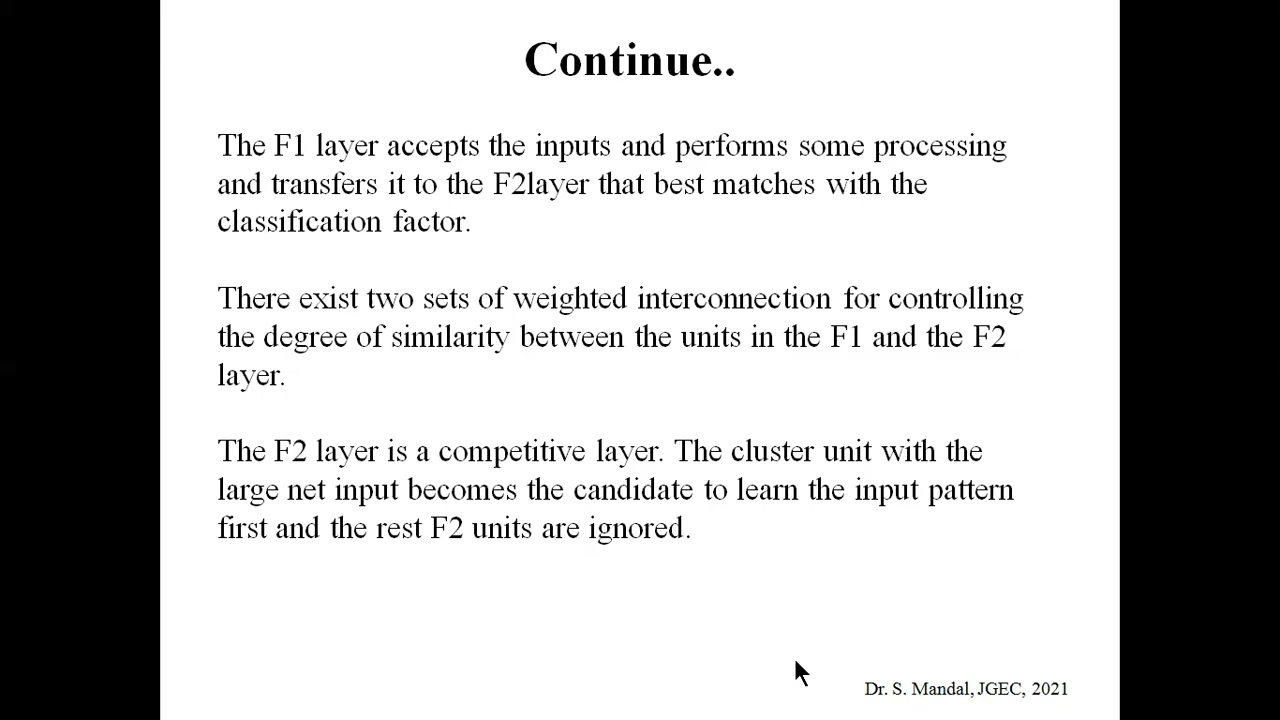 Continue..
The F1 layer accepts the inputs and performs some processing
and transfers it to the F2layer that best matches with the
classification factor.
There exist two sets of weighted interconnection for controlling
the degree of similarity between the units in the F1 and the F2
layer.
The F2 layer is a competitive layer. The cluster unit with the
large net input becomes the candidate to learn the input pattern
first and the rest F2 units are ignored.
Dr. S. Mandal, JGEC, 2021